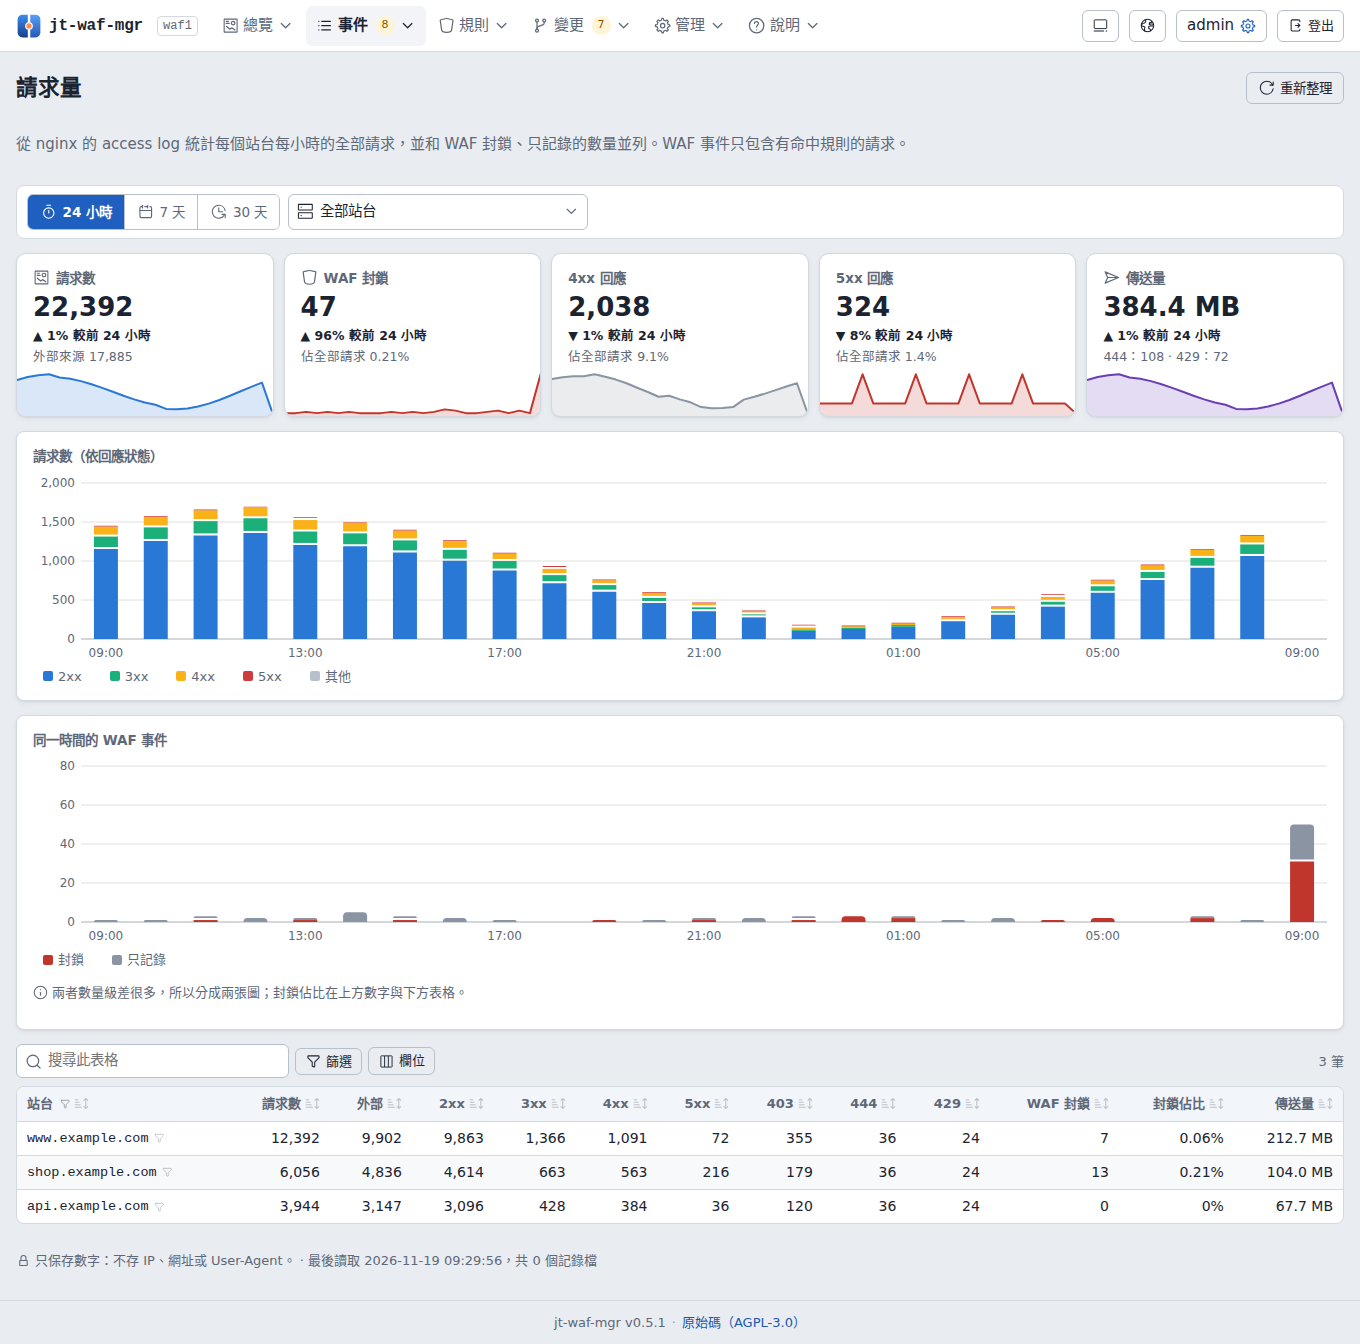 jt-waf-mgr waf1 總覽 事件 8 規則 變更 7 管理 說明 admin 登出
請求量
重新整理
從 nginx 的 access log 統計每個站台每小時的全部請求，並和 WAF 封鎖、只記錄的數量並列。WAF 事件只包含有命中規則的請求。
24 小時 7 天 30 天 全部站台
請求數
22,392
▲ 1% 較前 24 小時
外部來源 17,885
WAF 封鎖
47
▲ 96% 較前 24 小時
佔全部請求 0.21%
4xx 回應
2,038
▼ 1% 較前 24 小時
佔全部請求 9.1%
5xx 回應
324
▼ 8% 較前 24 小時
佔全部請求 1.4%
傳送量
384.4 MB
▲ 1% 較前 24 小時
444：108 · 429：72
請求數（依回應狀態）
2,000
1,500
1,000
500
0
09:00 13:00 17:00 21:00 01:00 05:00 09:00
2xx 3xx 4xx 5xx 其他
同一時間的 WAF 事件
80
60
40
20
0
09:00 13:00 17:00 21:00 01:00 05:00 09:00
封鎖 只記錄
兩者數量級差很多，所以分成兩張圖；封鎖佔比在上方數字與下方表格。
搜尋此表格 篩選 欄位 3 筆
站台 請求數 外部 2xx 3xx 4xx 5xx 403 444 429 WAF 封鎖 封鎖佔比 傳送量
www.example.com 12,392 9,902 9,863 1,366 1,091 72 355 36 24 7 0.06% 212.7 MB
shop.example.com 6,056 4,836 4,614 663 563 216 179 36 24 13 0.21% 104.0 MB
api.example.com 3,944 3,147 3,096 428 384 36 120 36 24 0 0% 67.7 MB
只保存數字：不存 IP、網址或 User-Agent。 · 最後讀取 2026-11-19 09:29:56，共 0 個記錄檔
jt-waf-mgr v0.5.1 · 原始碼（AGPL-3.0）